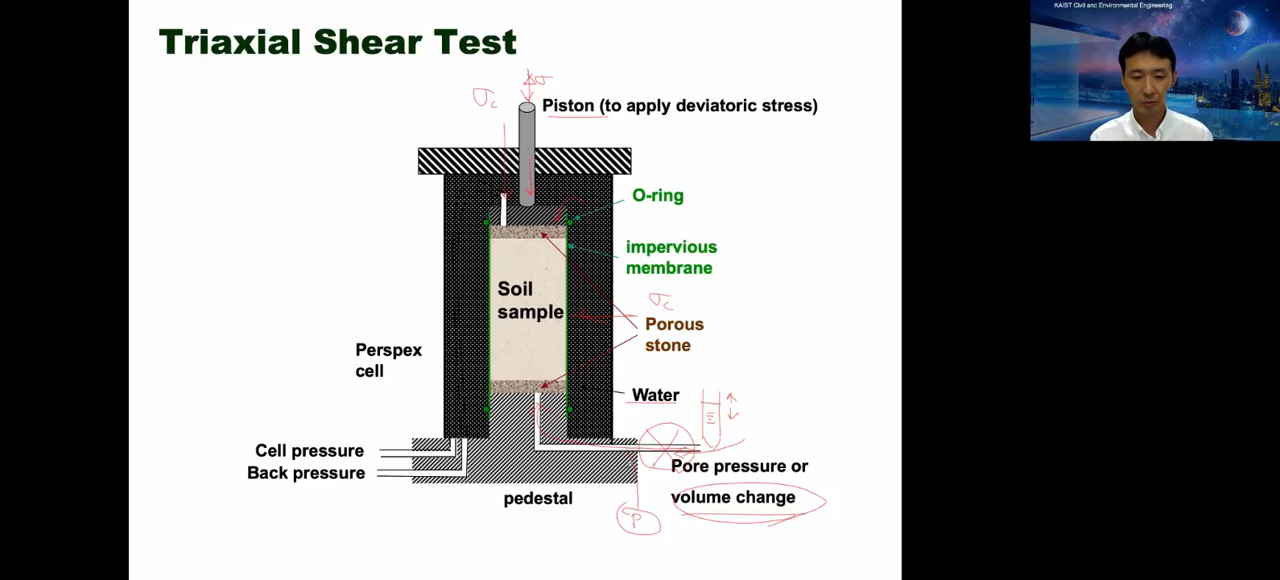 KAIST Civil and Environmental Engineering
Triaxial Shear Test
Δσ
σc
Piston (to apply deviatoric stress)
O-ring
impervious
membrane
Soil
sample
σc
Porous
stone
Perspex
cell
Water
Cell pressure
Back pressure
Pore pressure or
volume change
pedestal
P